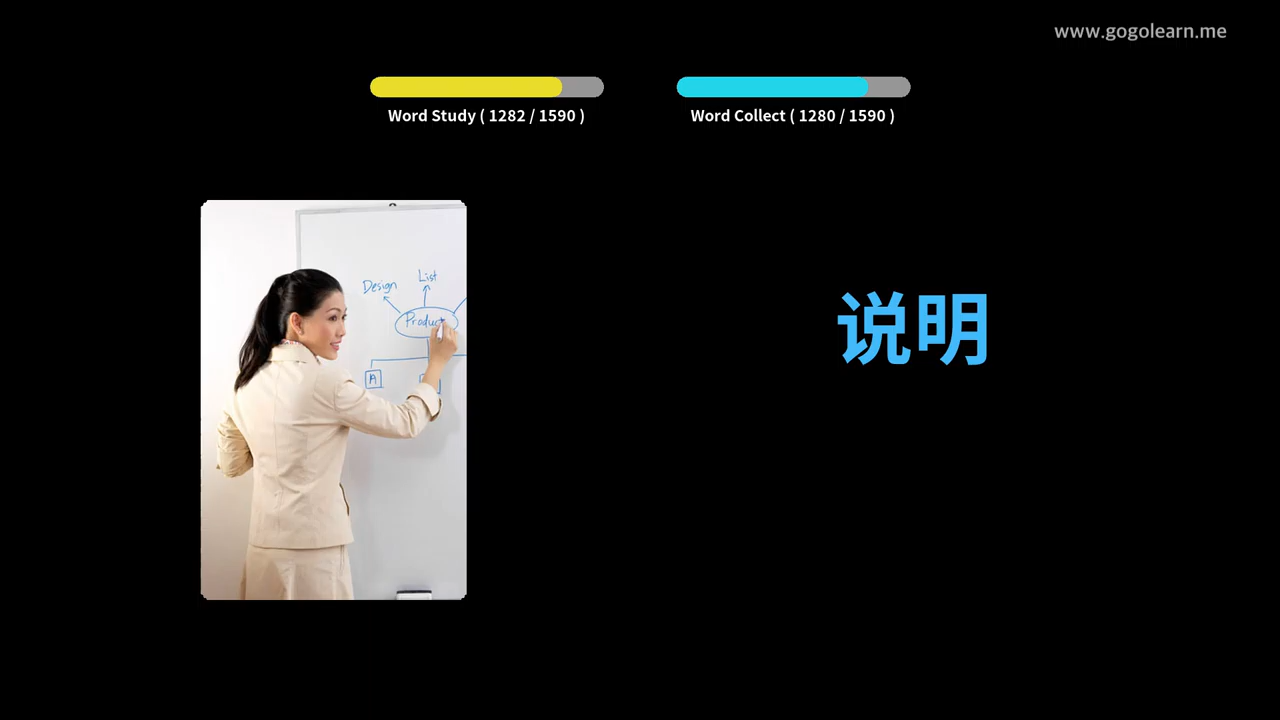 www.gogolearn.me
Word Study ( 1282 / 1590 )
Word Collect ( 1280 / 1590 )
List
Design
Product
A
说明